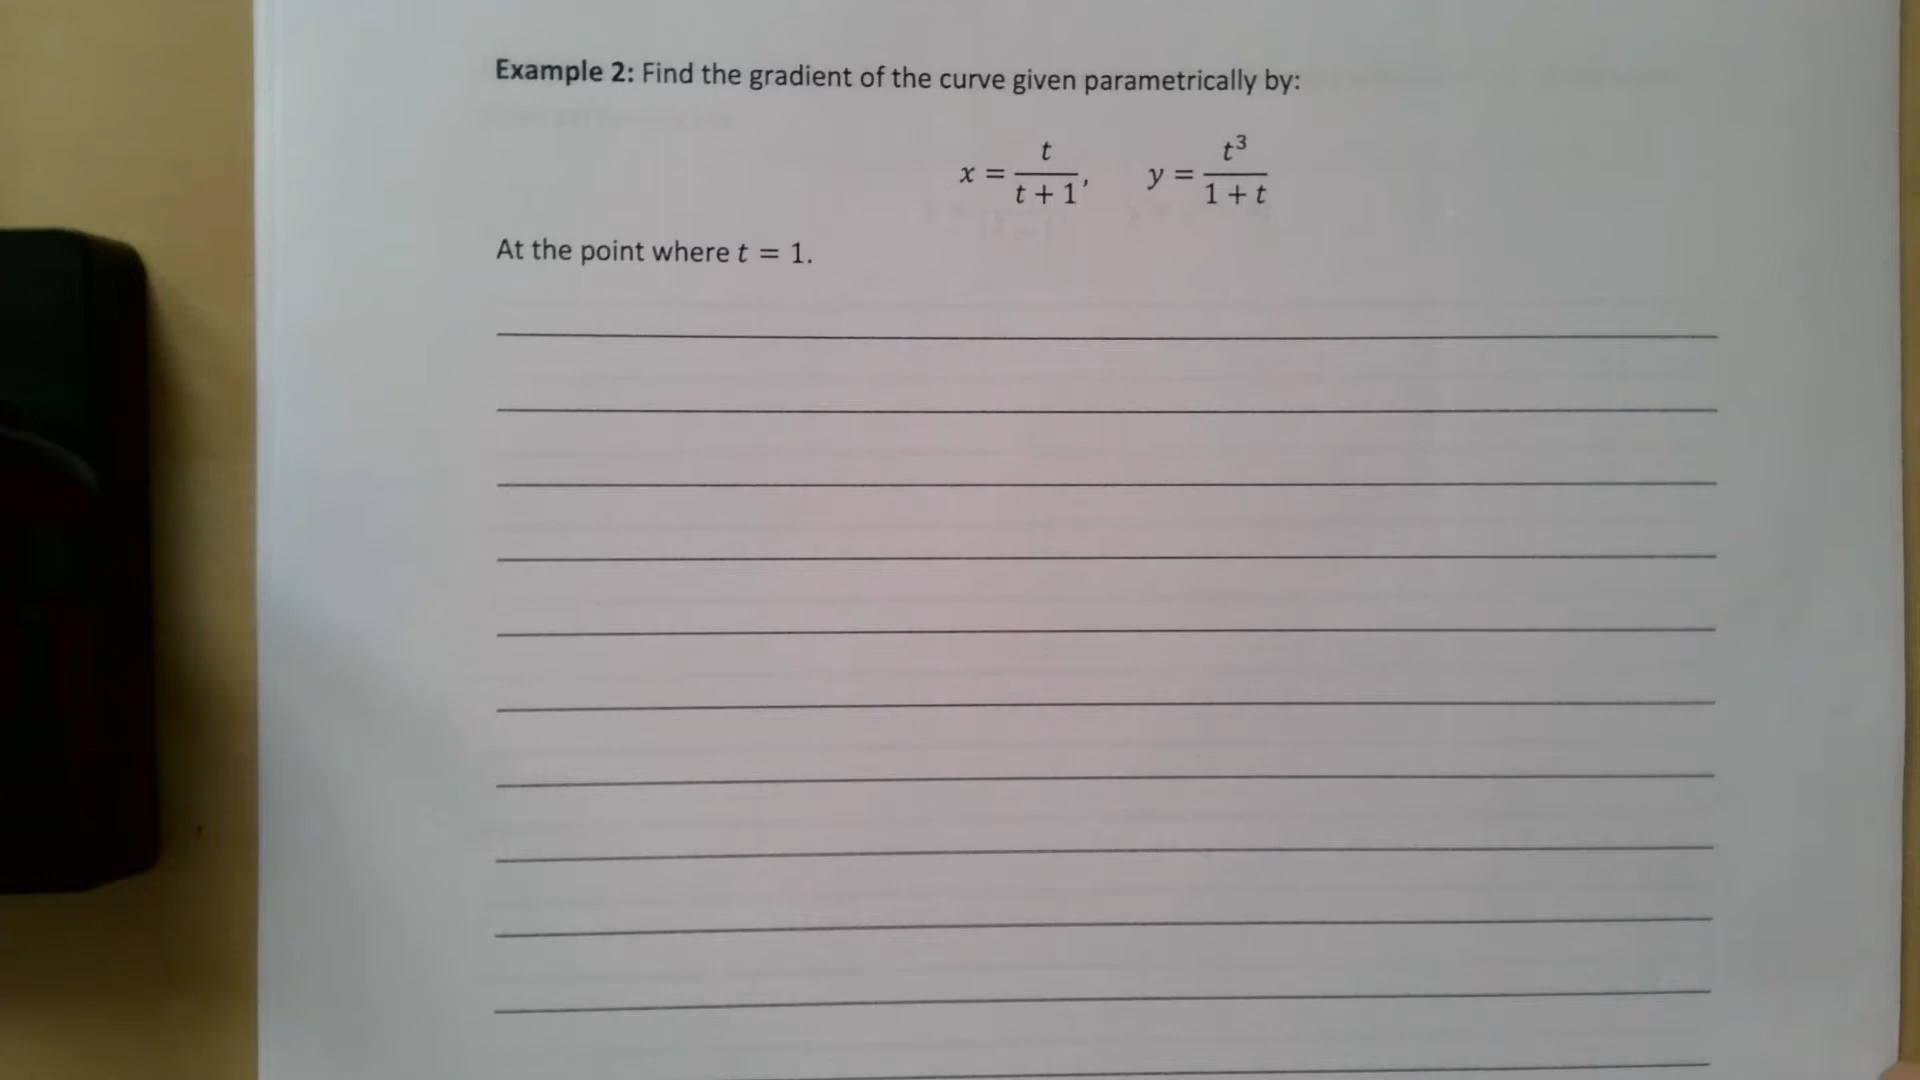 Example 2: Find the gradient of the curve given parametrically by:
x = t/(t + 1), y = t³/(1 + t)
At the point where t = 1.